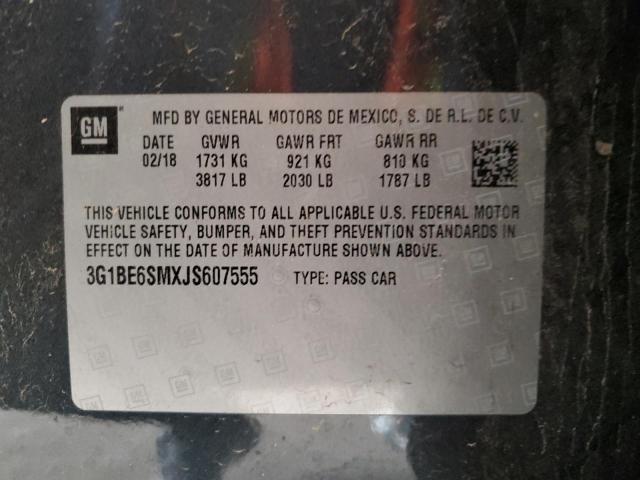 GM MFD BY GENERAL MOTORS DE MEXICO, S. DE R.L. DE C.V.
DATE GVWR GAWR FRT GAWR RR
02/18 1731 KG 921 KG 810 KG
3817 LB 2030 LB 1787 LB
THIS VEHICLE CONFORMS TO ALL APPLICABLE U.S. FEDERAL MOTOR
VEHICLE SAFETY, BUMPER, AND THEFT PREVENTION STANDARDS IN
EFFECT ON THE DATE OF MANUFACTURE SHOWN ABOVE.
3G1BE6SMXJS607555 TYPE: PASS CAR